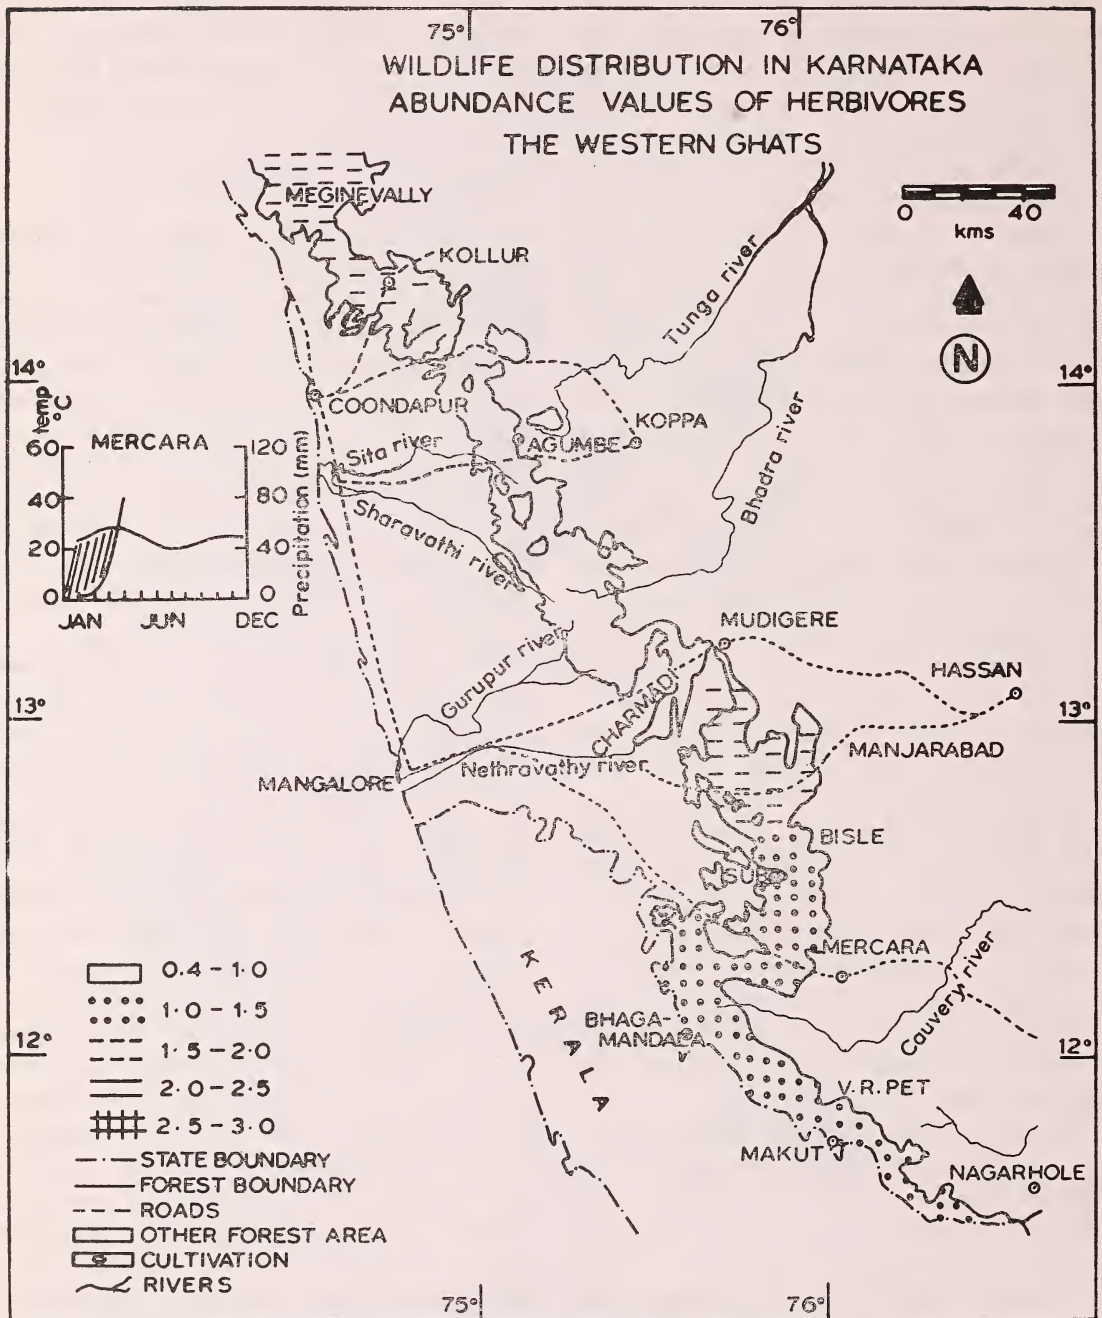 75° 76°
WILDLIFE DISTRIBUTION IN KARNATAKA
ABUNDANCE VALUES OF HERBIVORES
THE WESTERN GHATS
MEGINEVALLY
0 40
kms
KOLLUR
Tunga river
N
14° 14°
COONDAPUR
KOPPA
AGUMBE
Bhadra river
Sita river
Sharavathi river
temp °C
MERCARA
Precipitation (mm)
60 120
40 80
20 40
0 0
JAN JUN DEC
MUDIGERE
HASSAN
Gurupur river
CHARMADI
13° 13°
MANJARABAD
MANGALORE
Nethravathy river
BISLE
SUB
MERCARA
Cauvery river
KERALA
BHAGA-
MANDALA
12° 12°
V.R.PET
MAKUT
NAGARHOLE
0.4-1.0
1.0-1.5
1.5-2.0
2.0-2.5
2.5-3.0
STATE BOUNDARY
FOREST BOUNDARY
ROADS
OTHER FOREST AREA
CULTIVATION
RIVERS
75° 76°